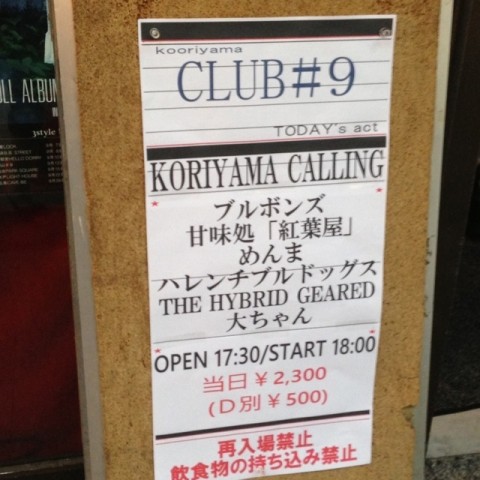 kooriyama
CLUB#9
TODAY's act
KORIYAMA CALLING
ブルボンズ
甘味処「紅葉屋」
めんま
ハレンチブルドッグス
THE HYBRID GEARED
大ちゃん
OPEN 17:30/START 18:00
当日¥2,300
(D別¥500)
再入場禁止
飲食物の持ち込み禁止
ULL ALBUM
jstyle